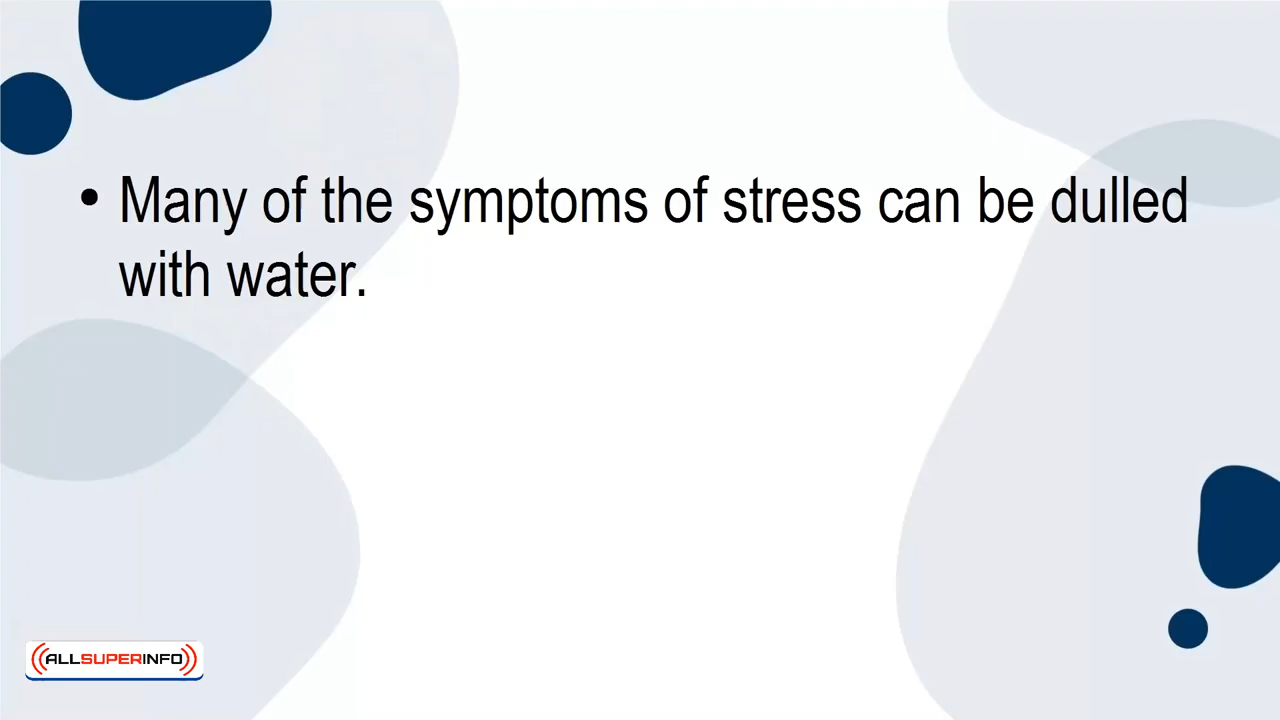 • Many of the symptoms of stress can be dulled
with water.
ALLSUPERINFO